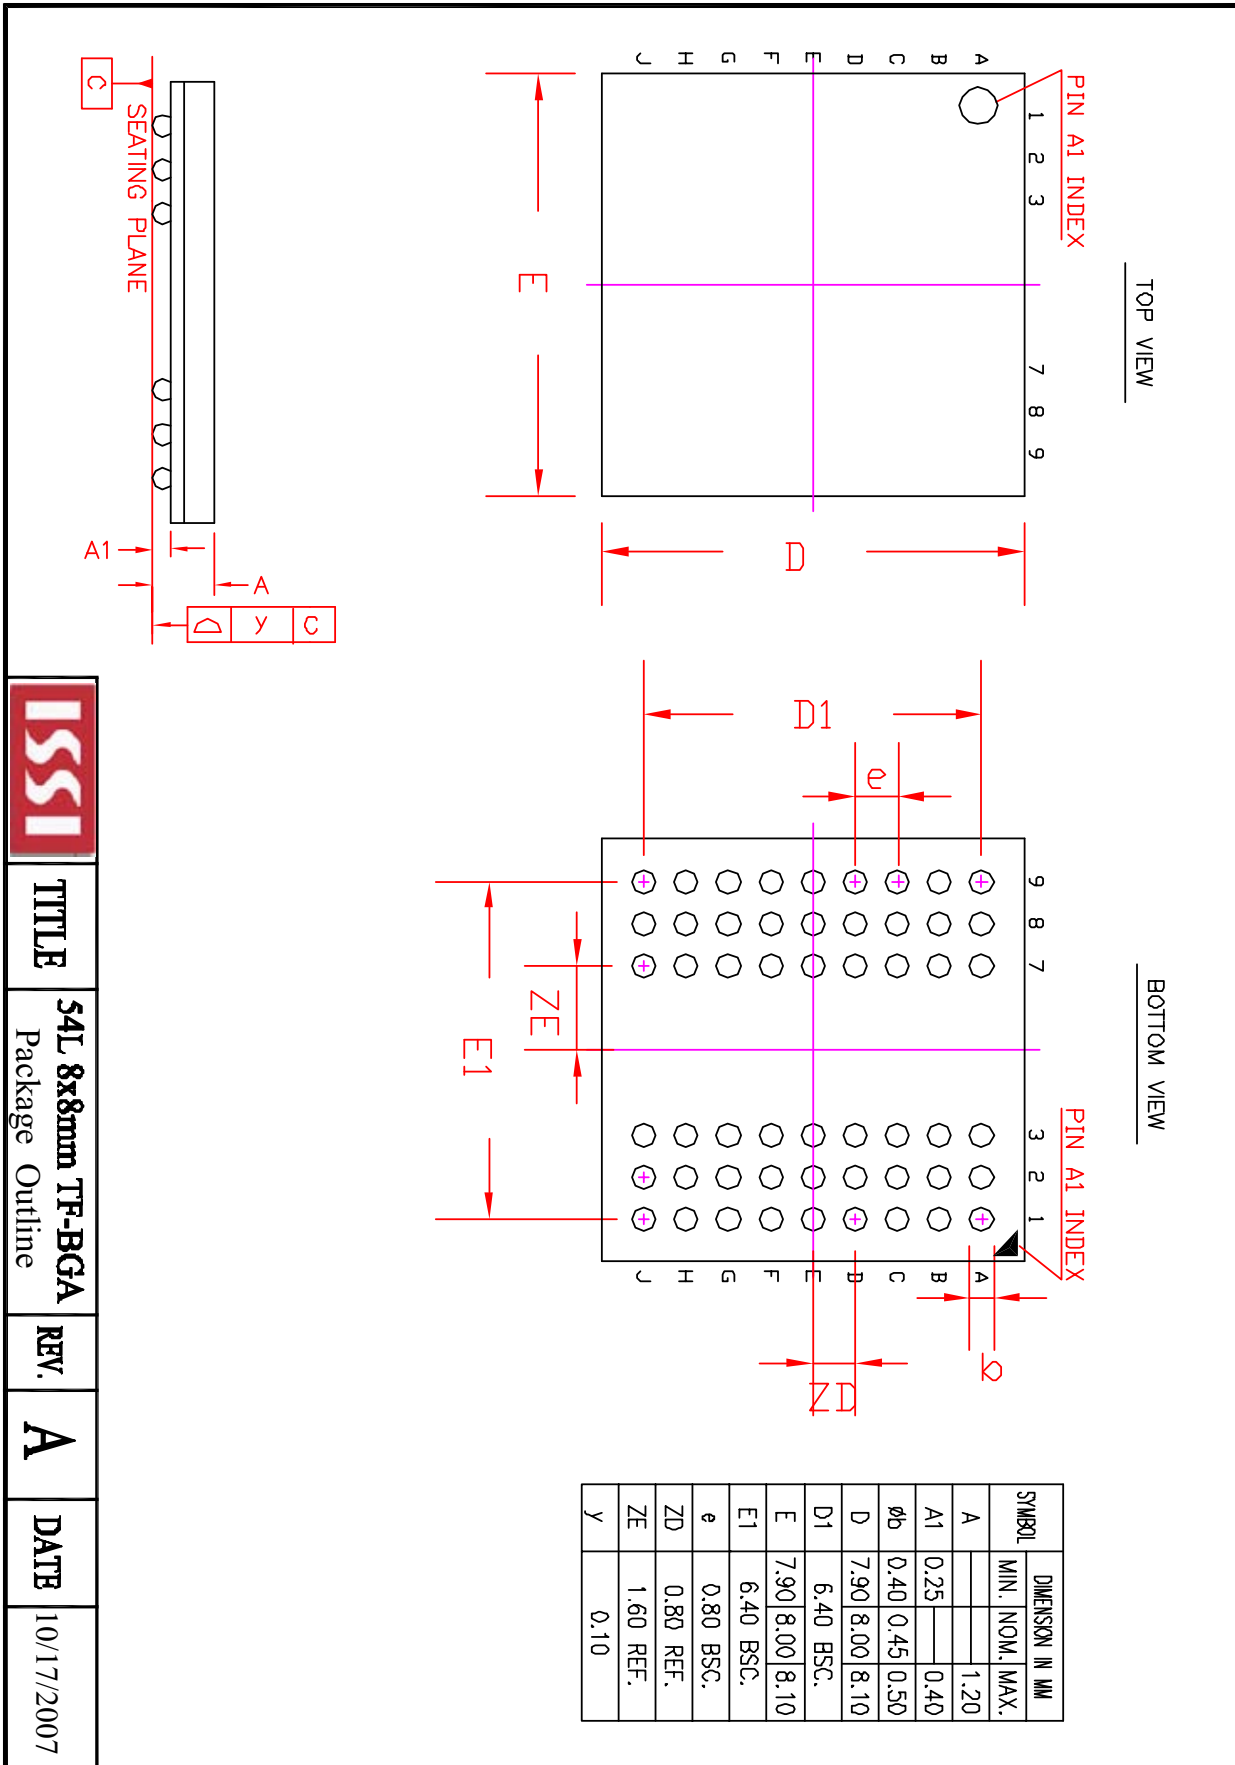 TOP VIEW
PIN A1 INDEX
1 2 3 7 8 9
A
B
C
D
E
F
G
H
J
E
D
SEATING PLANE
C
A1
A
y C
BOTTOM VIEW
PIN A1 INDEX
9 8 7 3 2 1
A
B
C
D
E
F
G
H
J
D1
e
E1
ZE
ZD
b
SYMBOL DIMENSION IN MM
MIN. NOM. MAX.
A 1.20
A1 0.25 0.40
Øb 0.40 0.45 0.50
D 7.90 8.00 8.10
D1 6.40 BSC.
E 7.90 8.00 8.10
E1 6.40 BSC.
e 0.80 BSC.
ZD 0.80 REF.
ZE 1.60 REF.
y 0.10
ISSI
TITLE
54L 8x8mm TF-BGA
Package Outline
REV.
A
DATE
10/17/2007